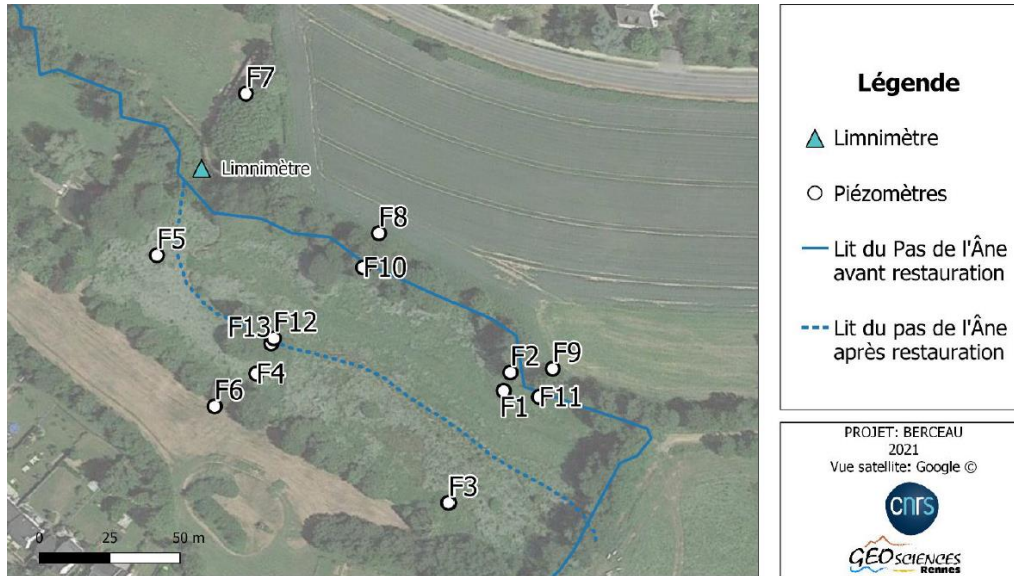 F7
Limnimètre
F8
F5
F10
F13
F12
F2
F9
F4
F1
F11
F6
F3
0 25 50 m
Légende
Limnimètre
Piézomètres
Lit du Pas de l'Âne
avant restauration
Lit du pas de l'Âne
après restauration
PROJET: BERCEAU
2021
Vue satellite: Google ©
cnrs
GEOSCIENCES
Rennes